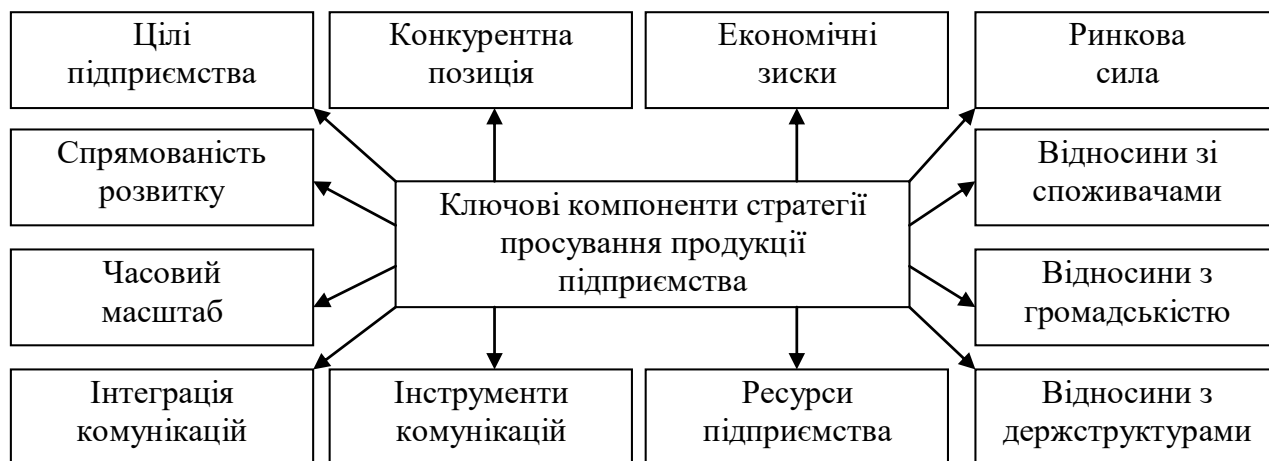 Цілі
підприємства
Конкурентна
позиція
Економічні
зиски
Ринкова
сила
Спрямованість
розвитку
Ключові компоненти стратегії
просування продукції
підприємства
Відносини зі
споживачами
Часовий
масштаб
Відносини з
громадськістю
Інтеграція
комунікацій
Інструменти
комунікацій
Ресурси
підприємства
Відносини з
держструктурами